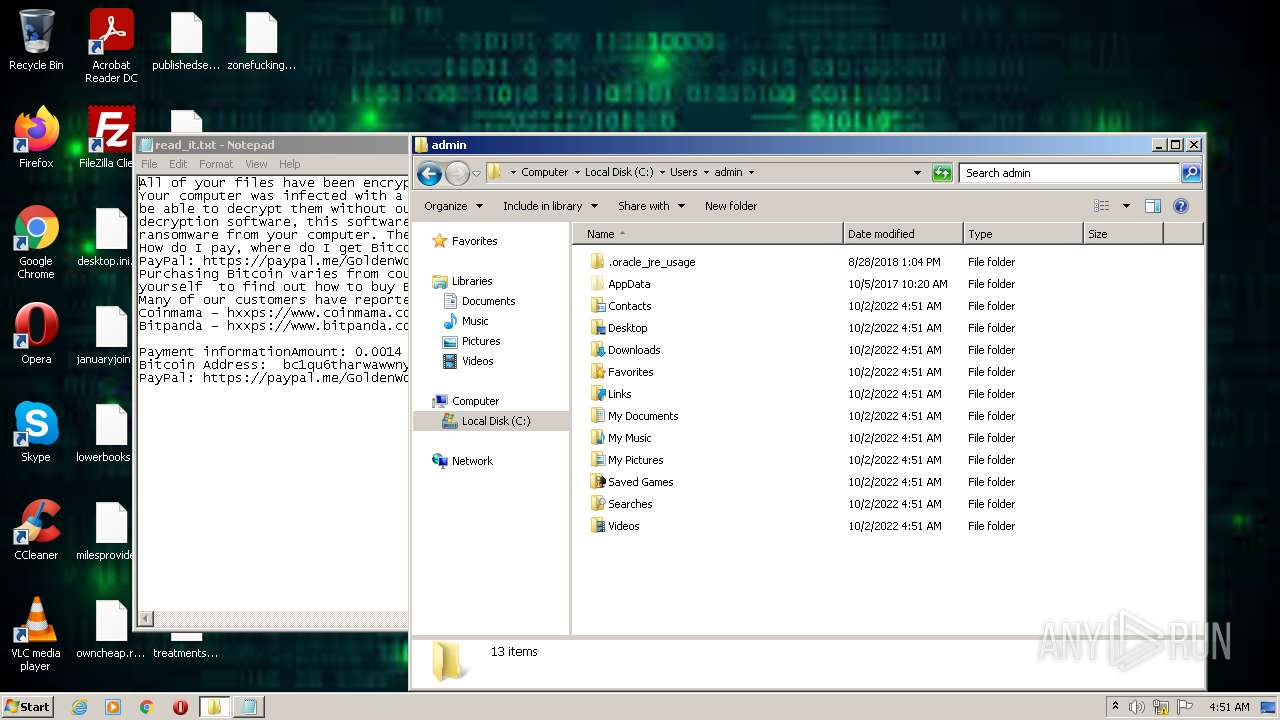 Recycle Bin
Acrobat Reader DC
publishedse...
zonefucking...
Firefox
FileZilla Clie
Google Chrome
desktop.ini.
Opera
januaryjoin
Skype
lowerbooks
CCleaner
milesprovide
VLC media player
owncheap.r...
treatments...
read_it.txt - Notepad
File Edit Format View Help
All of your files have been encryp
Your computer was infected with a
be able to decrypt them without ou
decryption software, this software
ransomware from your computer. The
How do I pay, where do I get Bitco
PayPal: https://paypal.me/GoldenWo
Purchasing Bitcoin varies from cou
yourself  to find out how to buy B
Many of our customers have reporte
Coinmama - hxxps://www.coinmama.co
Bitpanda - hxxps://www.bitpanda.co
Payment informationAmount: 0.0014
Bitcoin Address:  bc1qu6tharwawwny
PayPal: https://paypal.me/GoldenWo
admin
Computer Local Disk (C:) Users admin
Search admin
Organize Include in library Share with New folder
Favorites
Libraries
Documents
Music
Pictures
Videos
Computer
Local Disk (C:)
Network
Name Date modified Type Size
.oracle_jre_usage 8/28/2018 1:04 PM File folder
AppData 10/5/2017 10:20 AM File folder
Contacts 10/2/2022 4:51 AM File folder
Desktop 10/2/2022 4:51 AM File folder
Downloads 10/2/2022 4:51 AM File folder
Favorites 10/2/2022 4:51 AM File folder
Links 10/2/2022 4:51 AM File folder
My Documents 10/2/2022 4:51 AM File folder
My Music 10/2/2022 4:51 AM File folder
My Pictures 10/2/2022 4:51 AM File folder
Saved Games 10/2/2022 4:51 AM File folder
Searches 10/2/2022 4:51 AM File folder
Videos 10/2/2022 4:51 AM File folder
13 items
ANY RUN
Start
4:51 AM